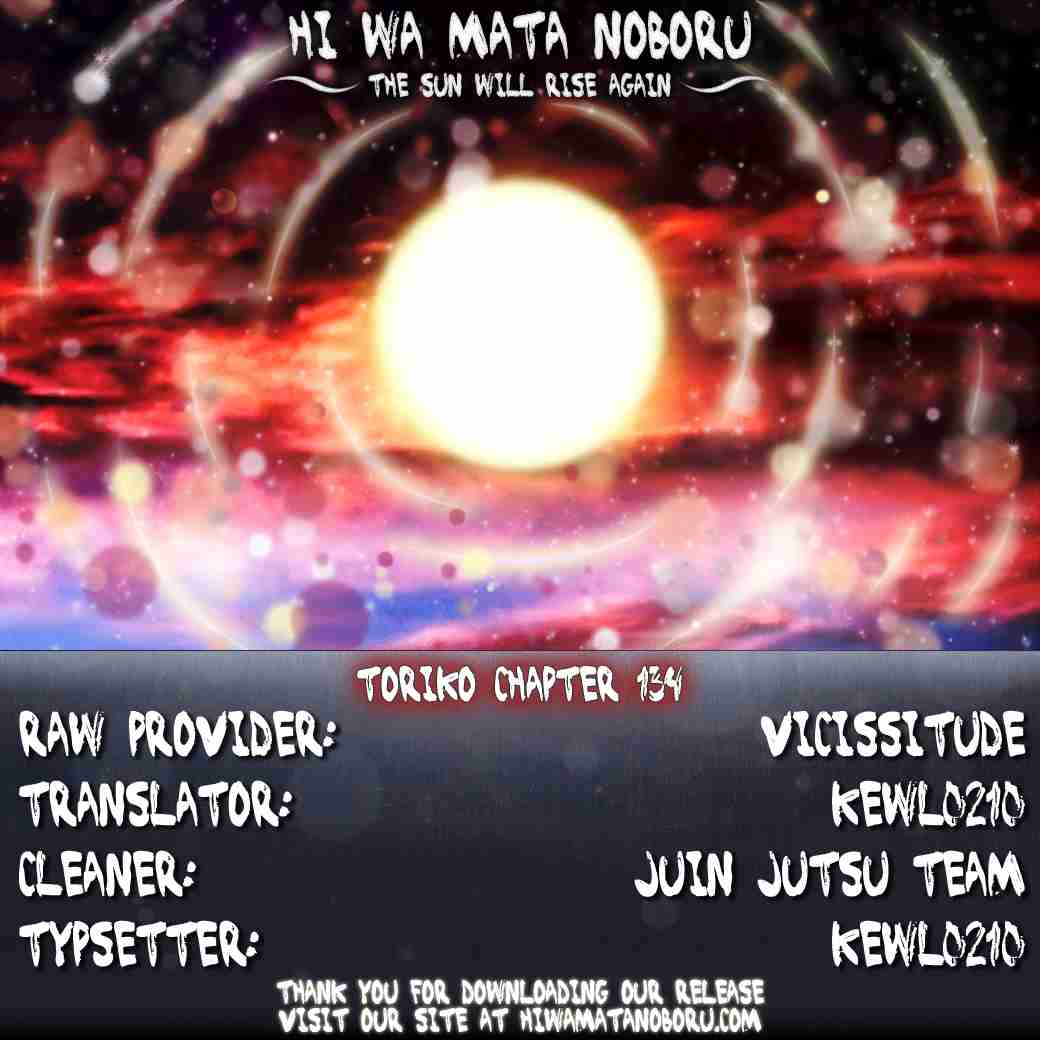 HI WA MATA NOBORU
THE SUN WILL RISE AGAIN
TORIKO CHAPTER 134
RAW PROVIDER: VICISSITUDE
TRANSLATOR: KEWL0210
CLEANER: JUIN JUTSU TEAM
TYPSETTER: KEWL0210
THANK YOU FOR DOWNLOADING OUR RELEASE
VISIT OUR SITE AT HIWAMATANOBORU.COM